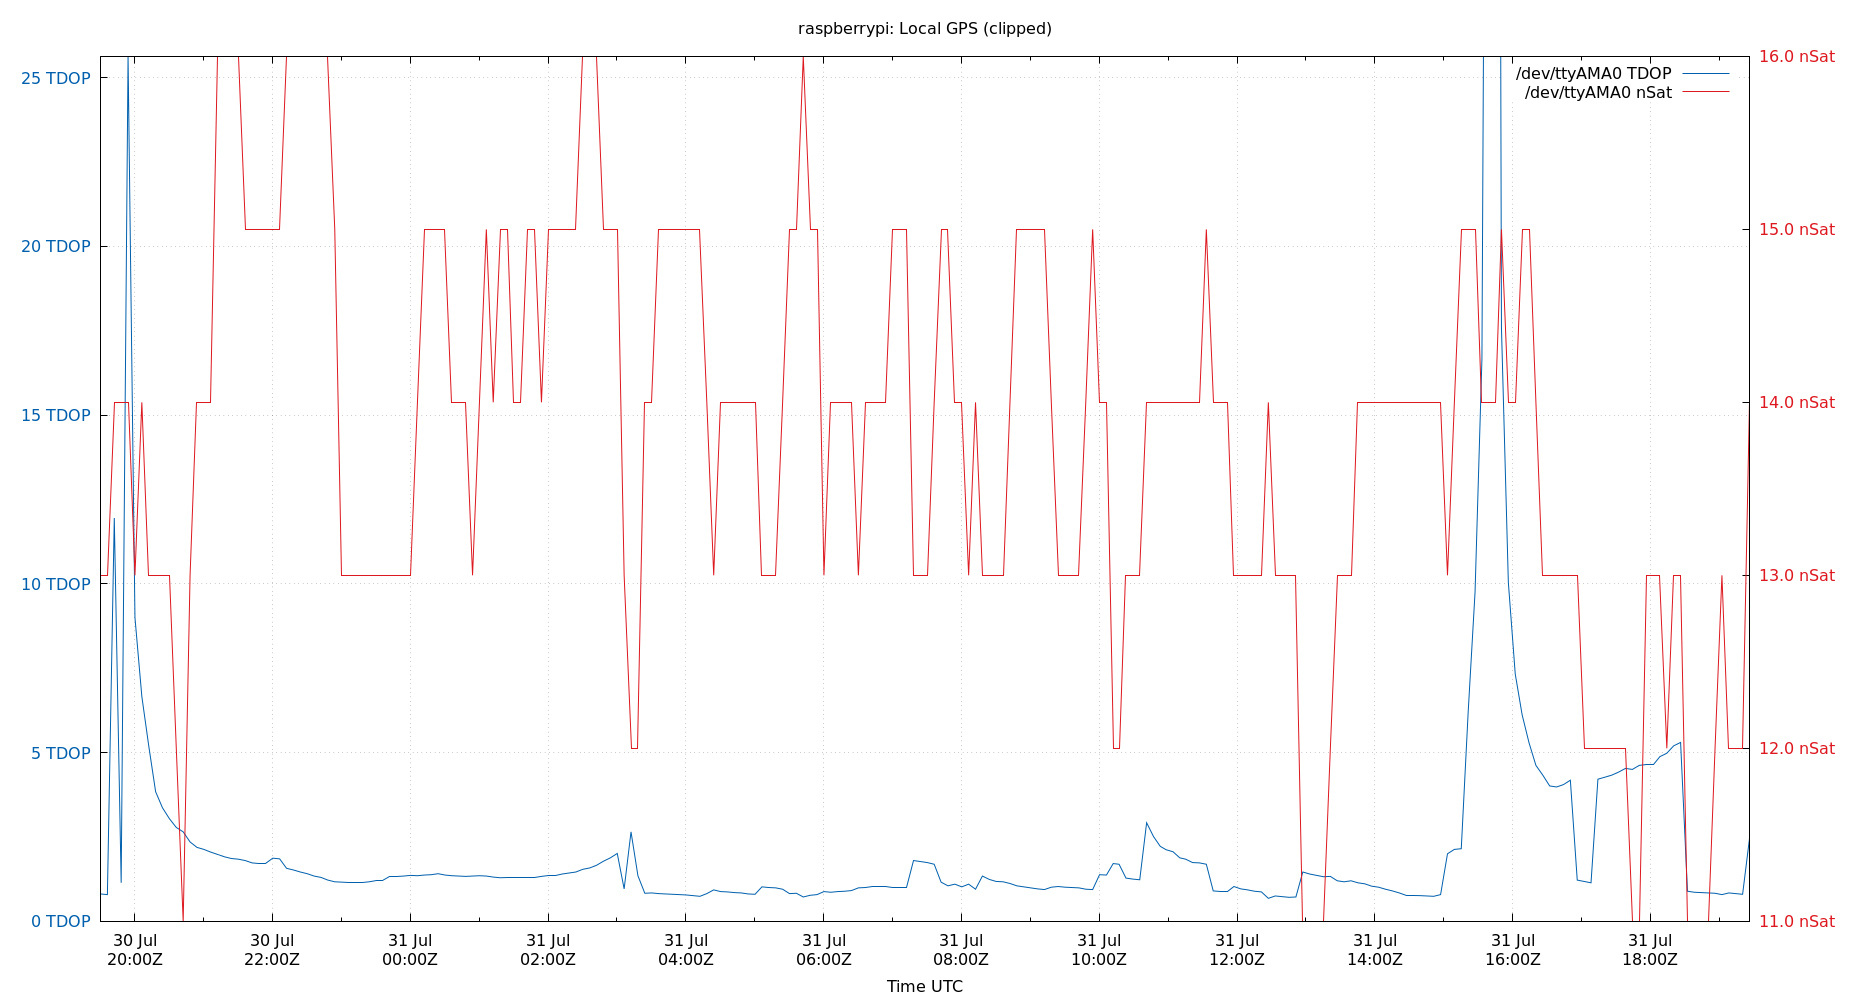 raspberrypi: Local GPS (clipped)
25 TDOP
20 TDOP
15 TDOP
10 TDOP
5 TDOP
0 TDOP
16.0 nSat
15.0 nSat
14.0 nSat
13.0 nSat
12.0 nSat
11.0 nSat
/dev/ttyAMA0 TDOP
/dev/ttyAMA0 nSat
30 Jul 30 Jul 31 Jul 31 Jul 31 Jul 31 Jul 31 Jul 31 Jul 31 Jul 31 Jul 31 Jul 31 Jul
20:00Z 22:00Z 00:00Z 02:00Z 04:00Z 06:00Z 08:00Z 10:00Z 12:00Z 14:00Z 16:00Z 18:00Z
Time UTC